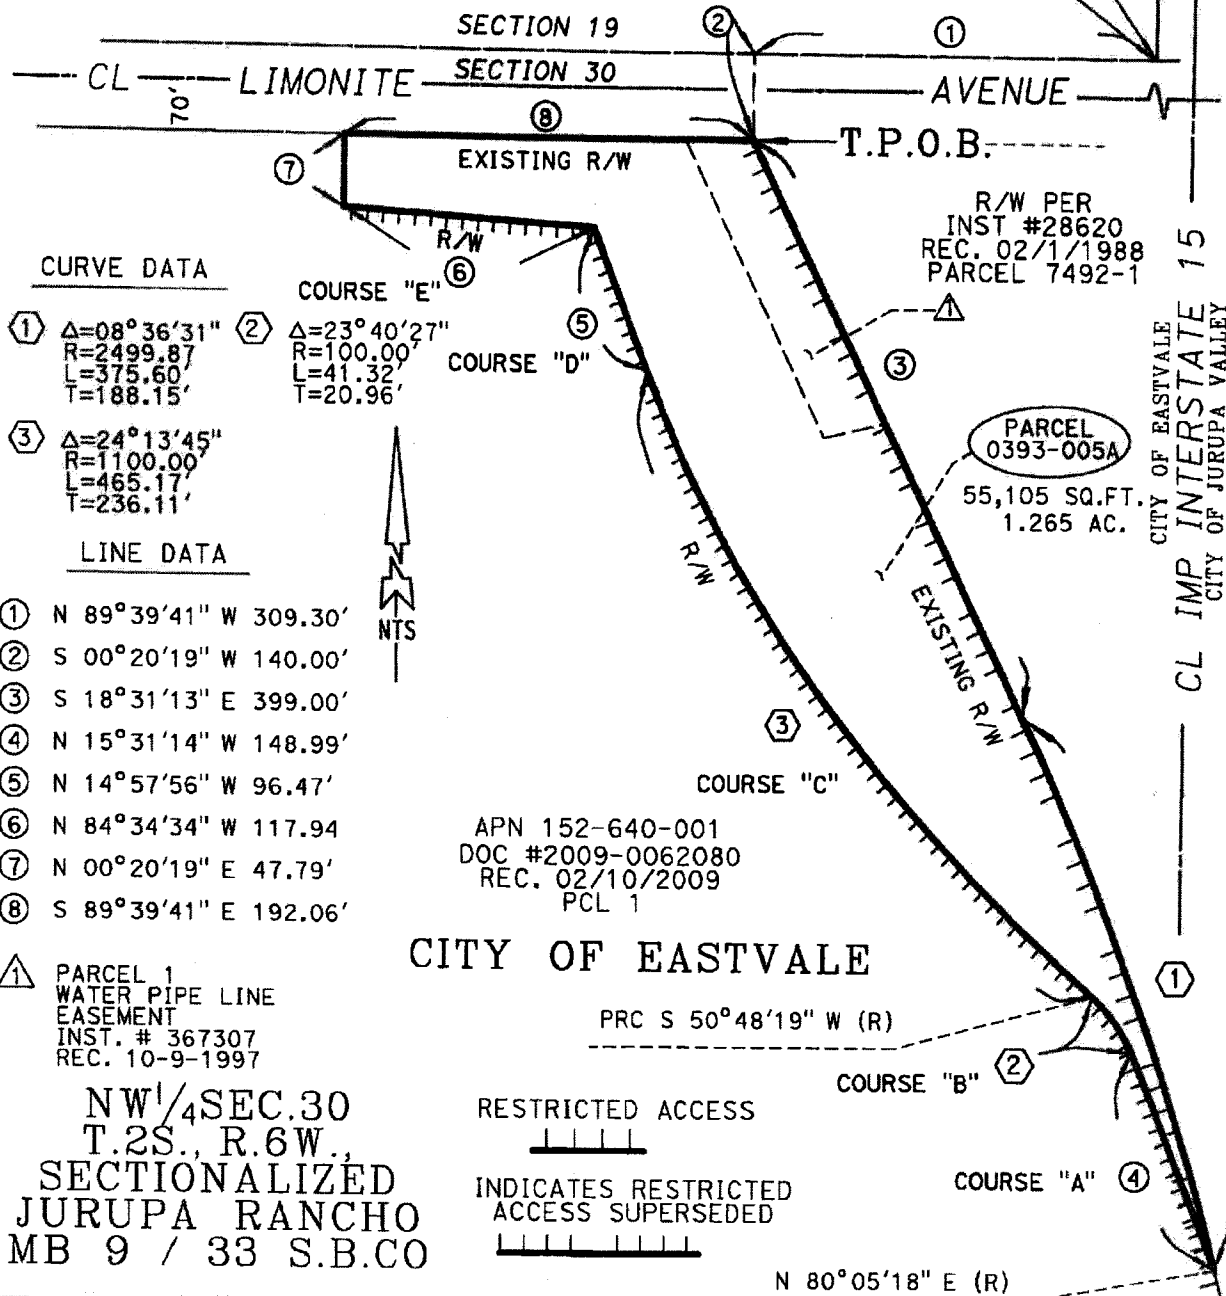 SECTION 19
② ①
CL LIMONITE SECTION 30 AVENUE
70'
⑧
T.P.O.B.
⑦ EXISTING R/W
R/W PER
INST #28620
REC. 02/1/1988
PARCEL 7492-1
R/W
⑥
CURVE DATA
COURSE "E"
① Δ=08°36'31"
R=2499.87'
L=375.60'
T=188.15'
② Δ=23°40'27"
R=100.00'
L=41.32'
T=20.96'
⑤
COURSE "D"
1
③
③ Δ=24°13'45"
R=1100.00'
L=465.17'
T=236.11'
PARCEL
0393-005A
55,105 SQ.FT.
1.265 AC.
CITY OF EASTVALE
CL IMP INTERSTATE 15
CITY OF JURUPA VALLEY
LINE DATA
R/W
NTS
EXISTING R/W
① N 89°39'41" W 309.30'
② S 00°20'19" W 140.00'
③ S 18°31'13" E 399.00'
④ N 15°31'14" W 148.99'
⑤ N 14°57'56" W 96.47'
⑥ N 84°34'34" W 117.94
⑦ N 00°20'19" E 47.79'
⑧ S 89°39'41" E 192.06'
③
COURSE "C"
APN 152-640-001
DOC #2009-0062080
REC. 02/10/2009
PCL 1
CITY OF EASTVALE
1 PARCEL 1
WATER PIPE LINE
EASEMENT
INST. # 367307
REC. 10-9-1997
①
PRC S 50°48'19" W (R)
COURSE "B" ②
NW1/4SEC.30
T.2S., R.6W.,
SECTIONALIZED
JURUPA RANCHO
MB 9 / 33 S.B.CO
RESTRICTED ACCESS
INDICATES RESTRICTED
ACCESS SUPERSEDED
COURSE "A" ④
N 80°05'18" E (R)